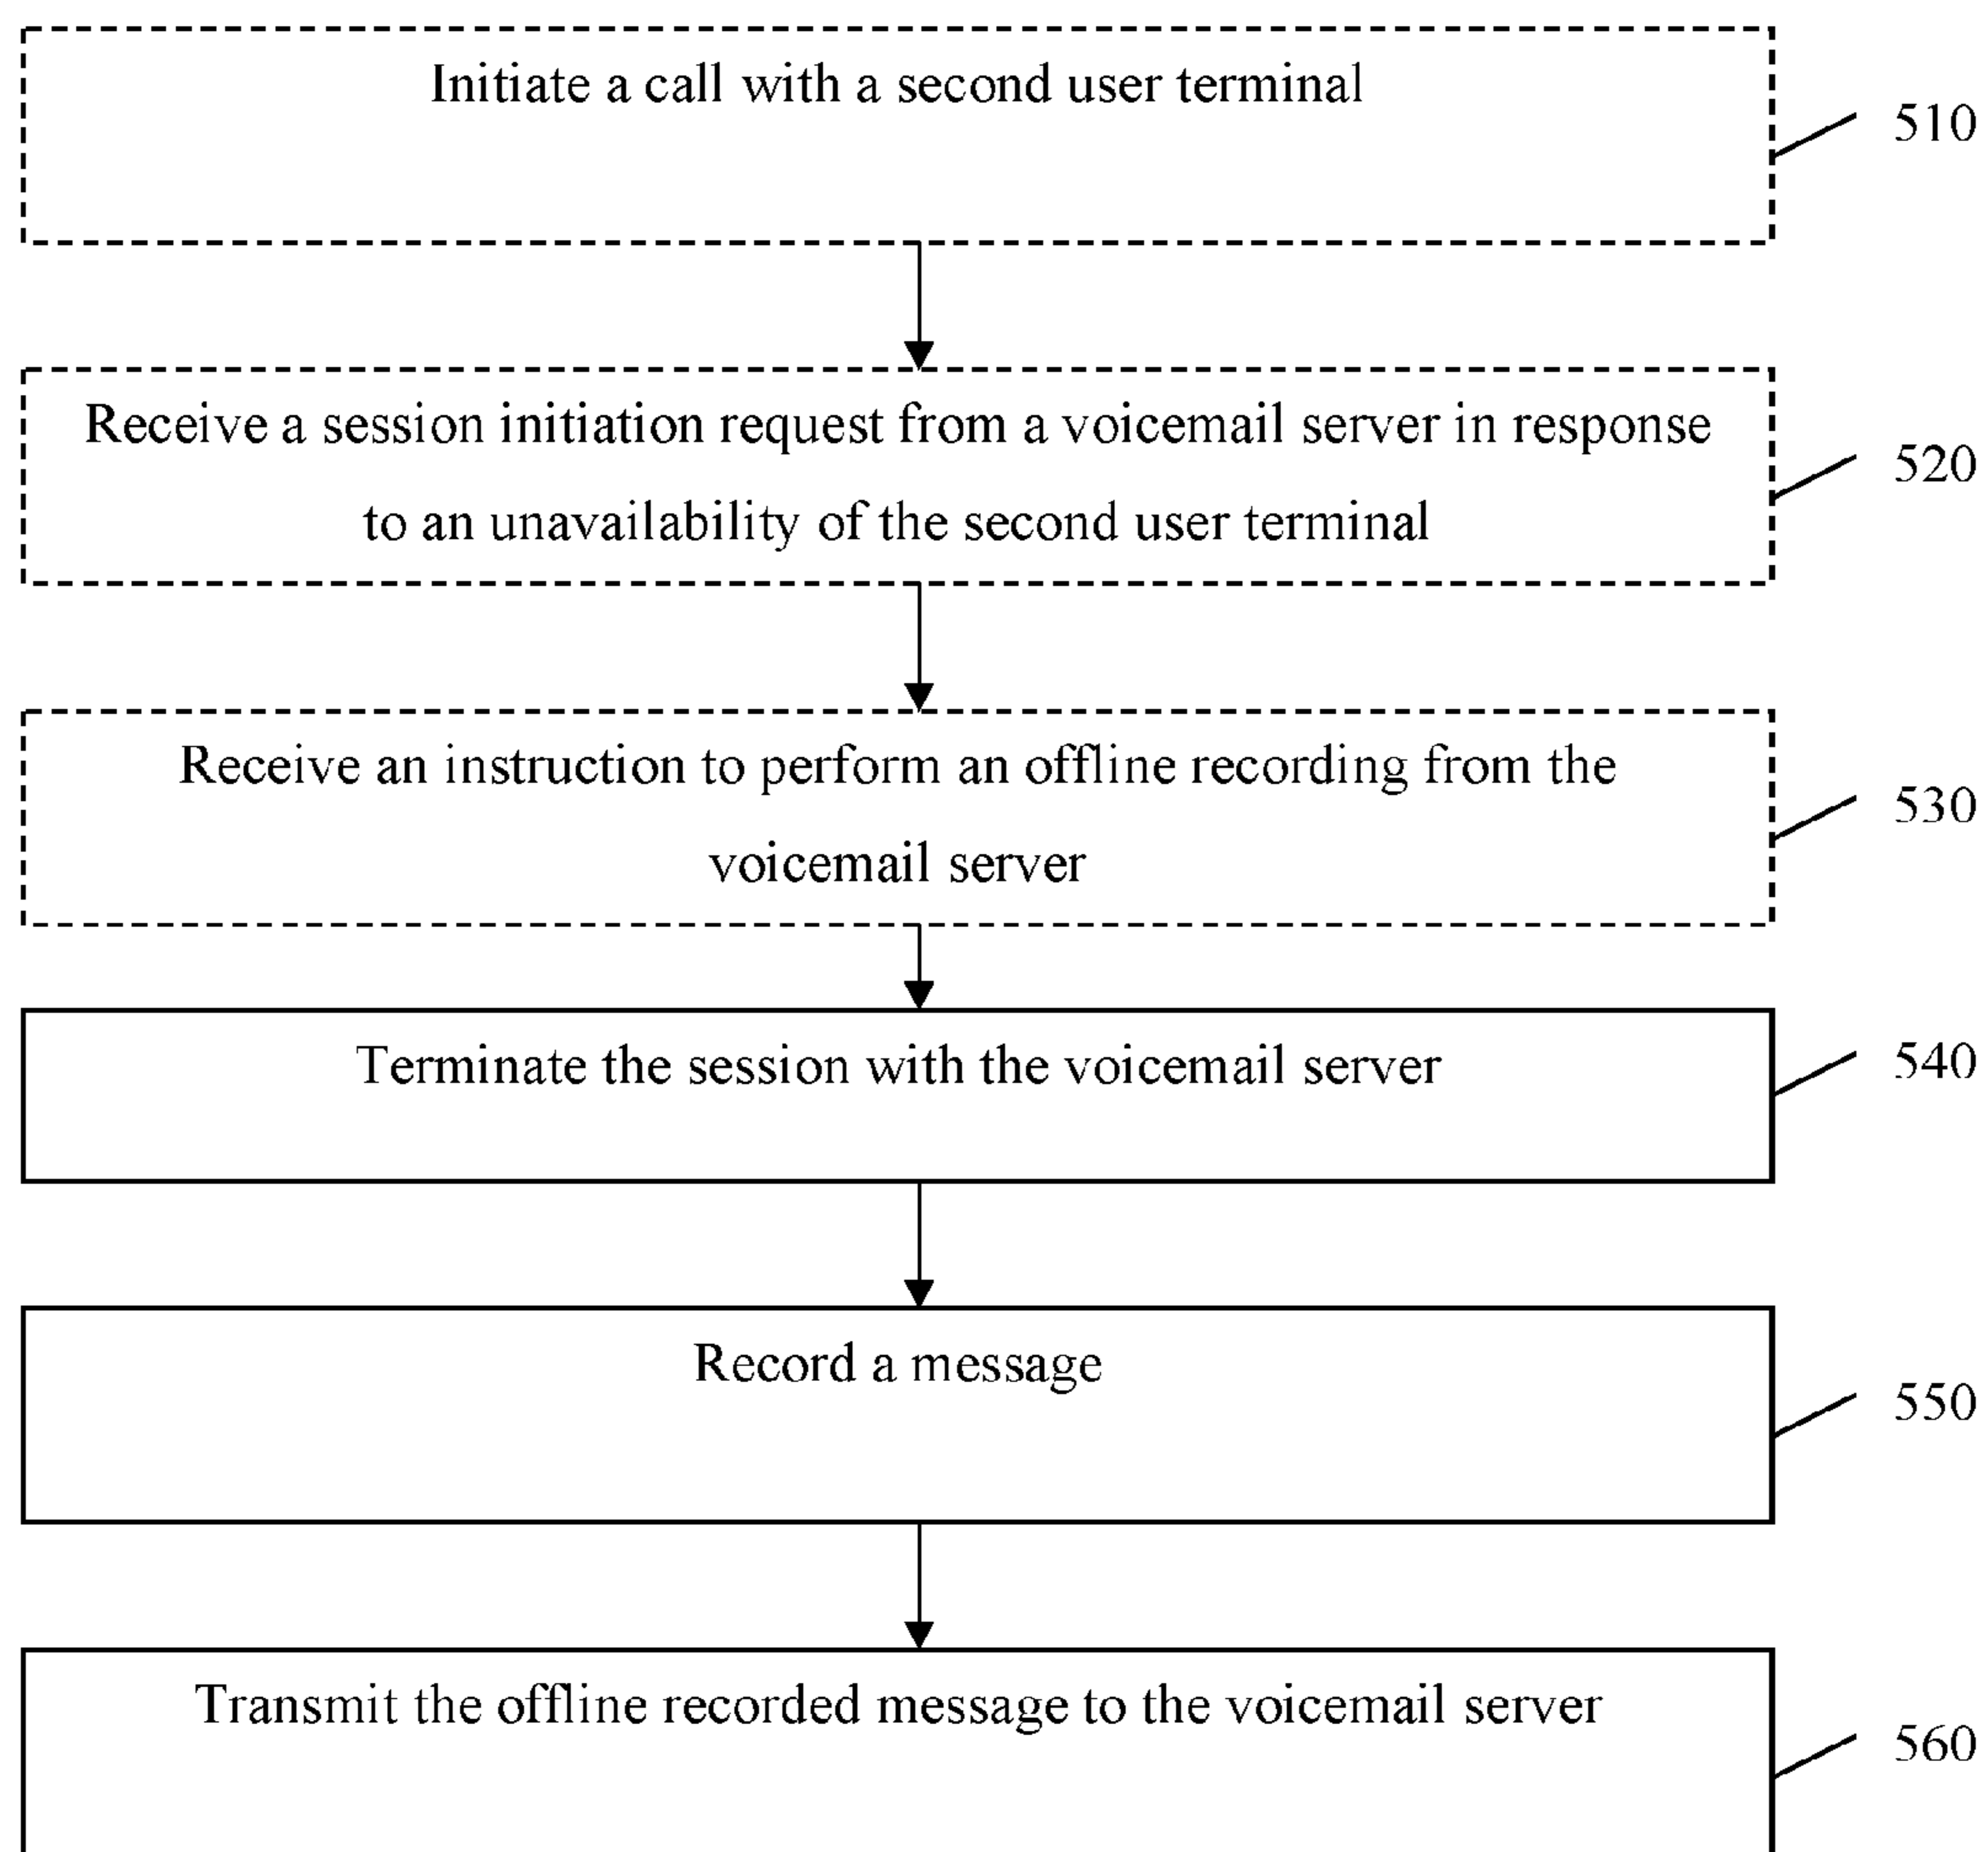 Initiate a call with a second user terminal
510
Receive a session initiation request from a voicemail server in response
to an unavailability of the second user terminal
520
Receive an instruction to perform an offline recording from the
voicemail server
530
Terminate the session with the voicemail server
540
Record a message
550
Transmit the offline recorded message to the voicemail server
560